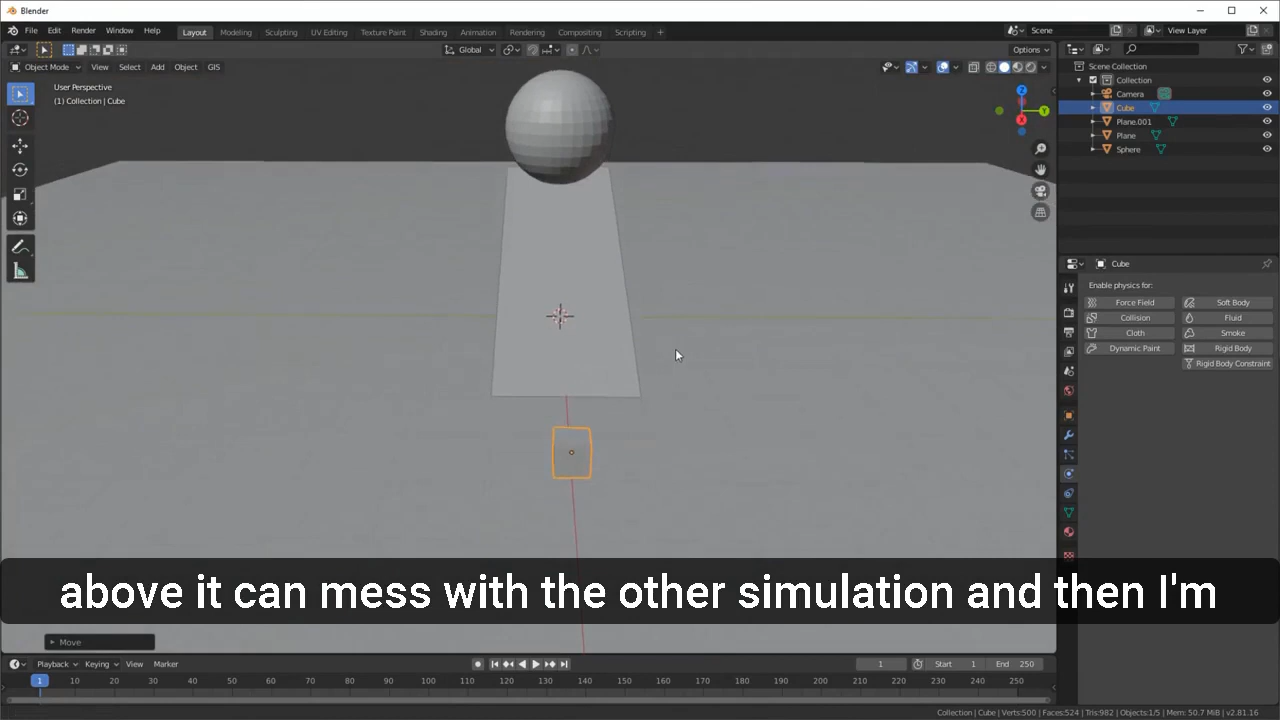 Blender
File Edit Render Window Help
Layout Modeling Sculpting UV Editing Texture Paint Shading Animation Rendering Compositing Scripting +
Scene
View Layer
Global
Options
Object Mode View Select Add Object GIS
User Perspective
(1) Collection | Cube
Z
Y
X
Scene Collection
Collection
Camera
Cube
Plane.001
Plane
Sphere
Cube
Enable physics for:
Force Field Soft Body
Collision Fluid
Cloth Smoke
Dynamic Paint Rigid Body
Rigid Body Constraint
above it can mess with the other simulation and then I'm
Move
Playback Keying View Marker
1 Start 1 End 250
1 10 20 30 40 50 60 70 80 90 100 110 120 130 140 150 160 170 180 190 200 210 220 230 240 250
Collection | Cube | Verts:500 | Faces:524 | Tris:982 | Objects:1/5 | Mem: 50.7 MiB | v2.81.16